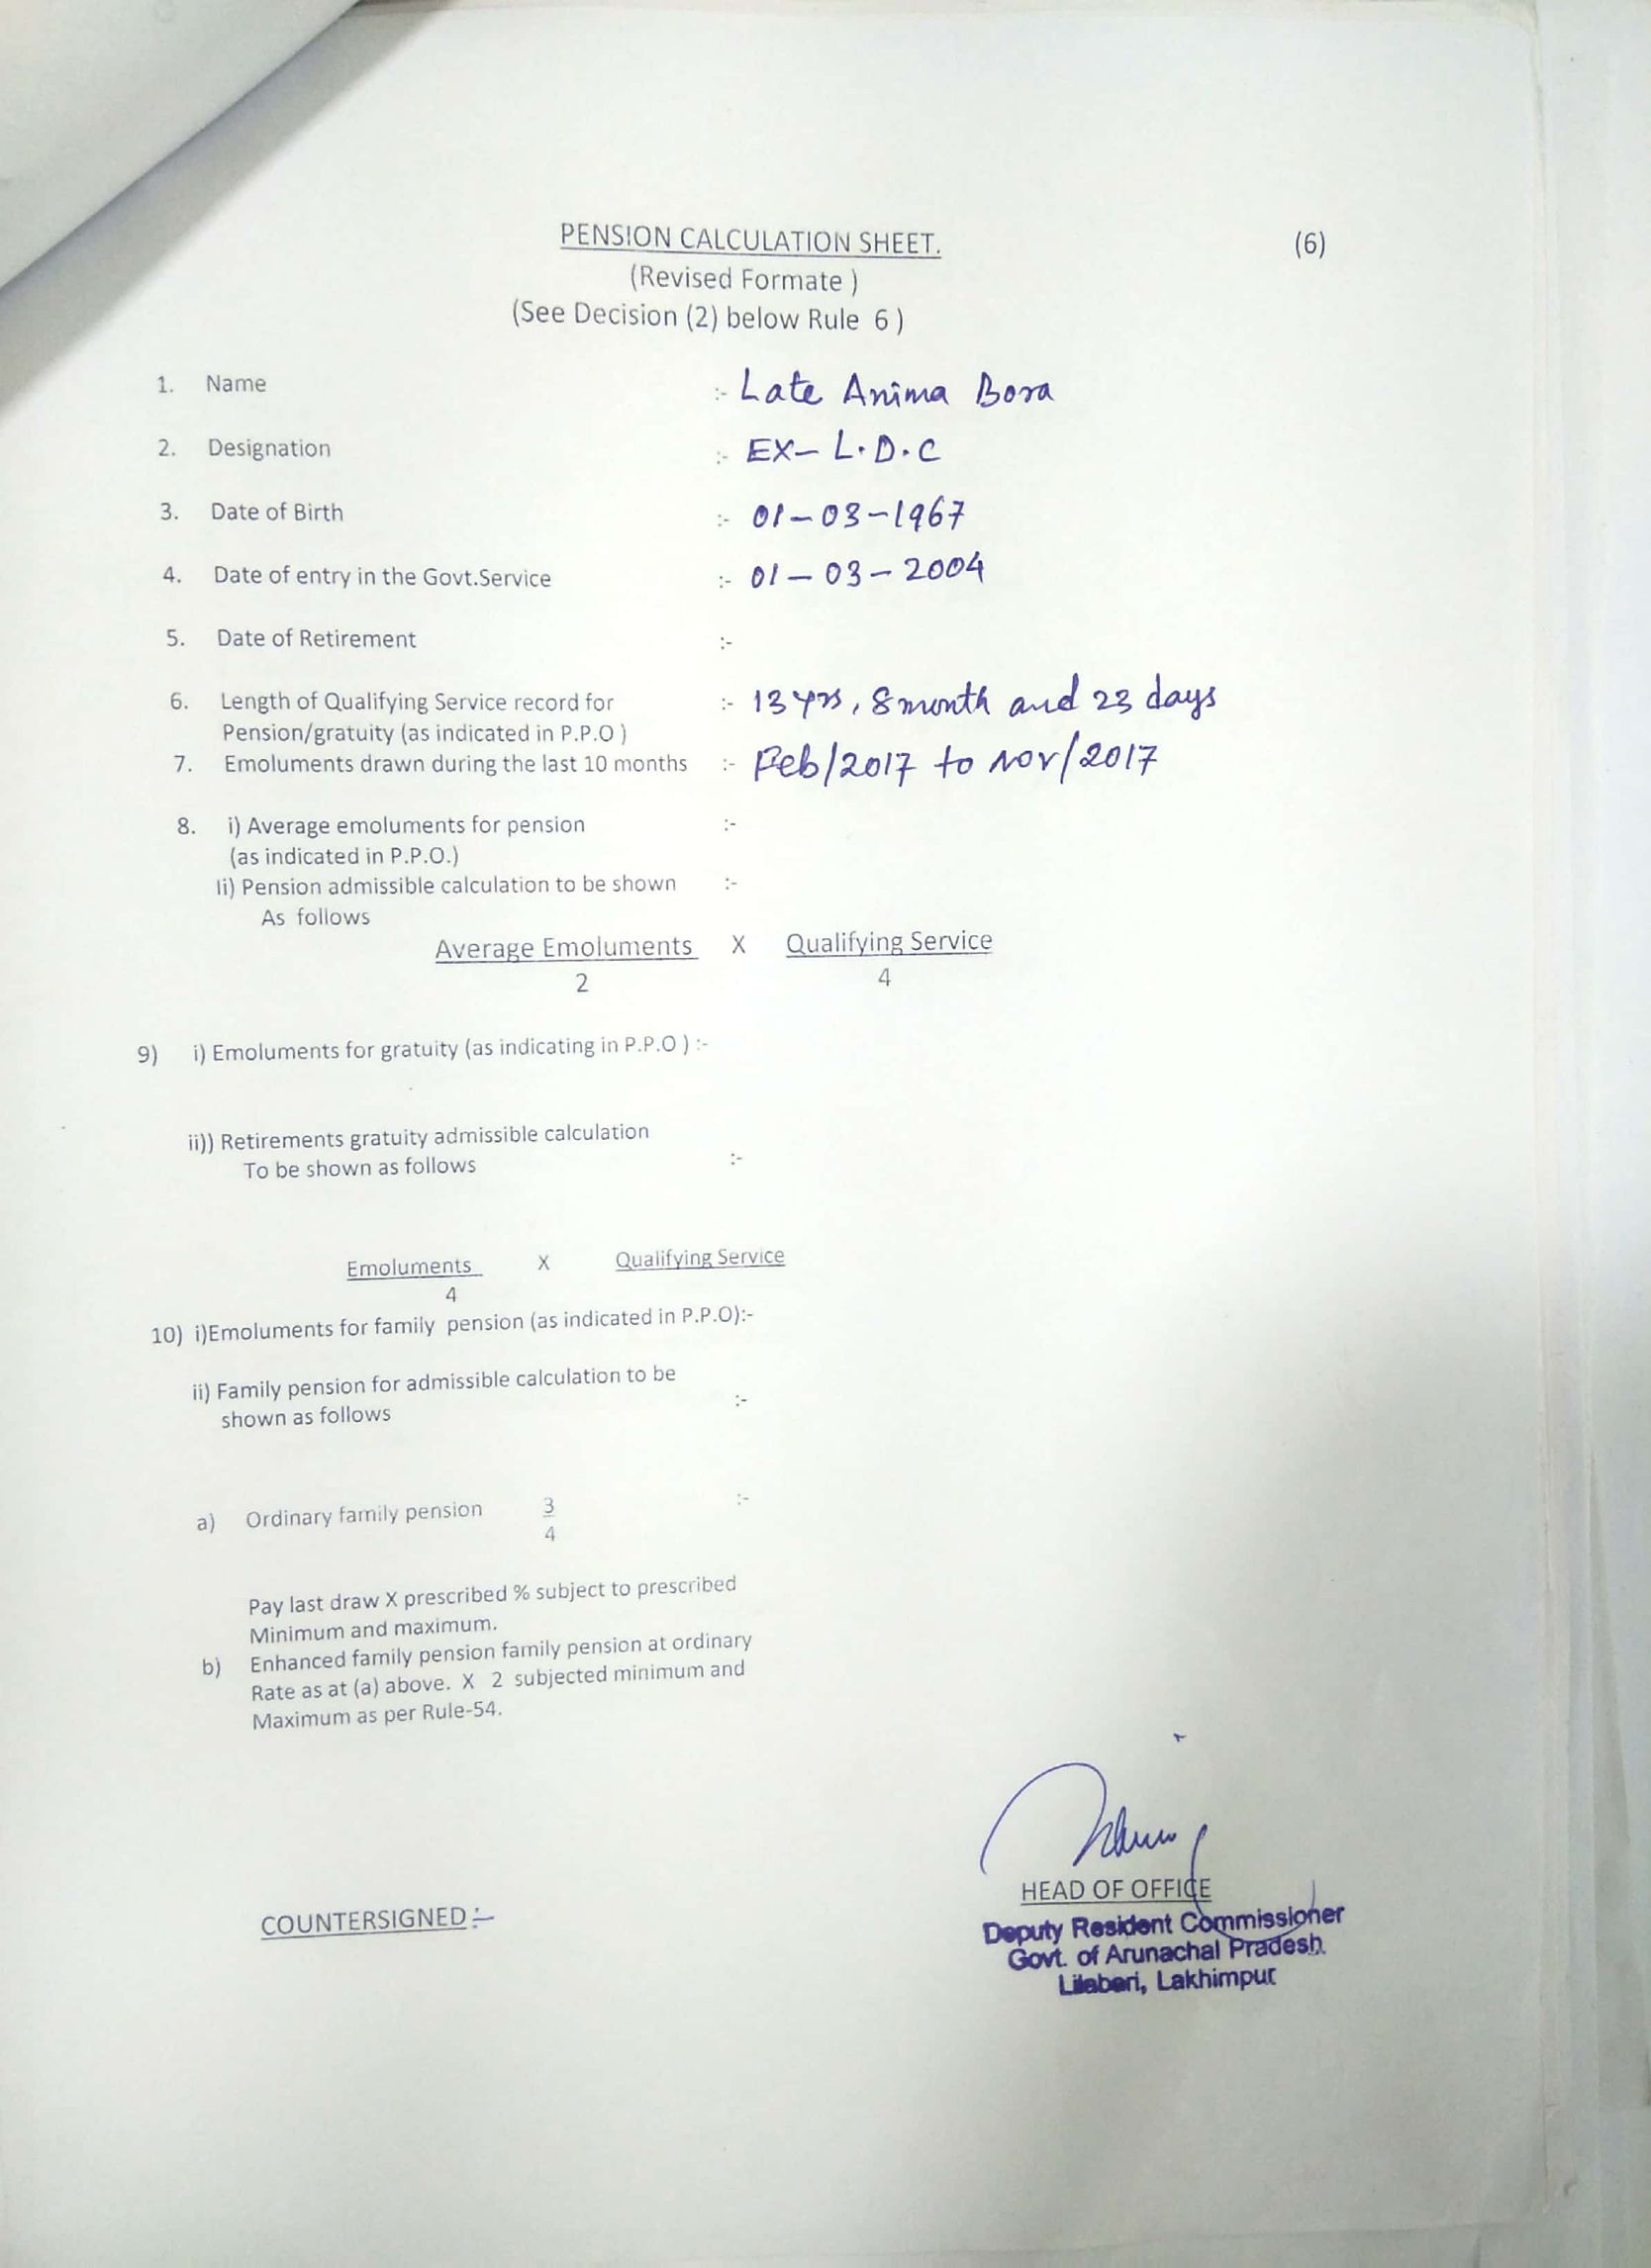 PENSION CALCULATION SHEET. (6)
(Revised Formate )
(See Decision (2) below Rule 6 )
1. Name :- Late Anima Bora
2. Designation :- EX- L.D.C
3. Date of Birth :- 01-03-1967
4. Date of entry in the Govt.Service :- 01-03-2004
5. Date of Retirement :-
6. Length of Qualifying Service record for :- 13 yrs, 8 month and 23 days
Pension/gratuity (as indicated in P.P.O )
7. Emoluments drawn during the last 10 months :- Feb/2017 to Nov/2017
8. i) Average emoluments for pension :-
(as indicated in P.P.O.)
Ii) Pension admissible calculation to be shown :-
As follows
Average Emoluments X Qualifying Service
2 4
9) i) Emoluments for gratuity (as indicating in P.P.O ) :-
ii)) Retirements gratuity admissible calculation
To be shown as follows :-
Emoluments X Qualifying Service
4
10) i)Emoluments for family pension (as indicated in P.P.O):-
ii) Family pension for admissible calculation to be
shown as follows :-
a) Ordinary family pension 3 :-
4
Pay last draw X prescribed % subject to prescribed
Minimum and maximum.
b) Enhanced family pension family pension at ordinary
Rate as at (a) above. X 2 subjected minimum and
Maximum as per Rule-54.
HEAD OF OFFICE
COUNTERSIGNED:-
Deputy Resident Commissioner
Govt. of Arunachal Pradesh
Lilabari, Lakhimpur